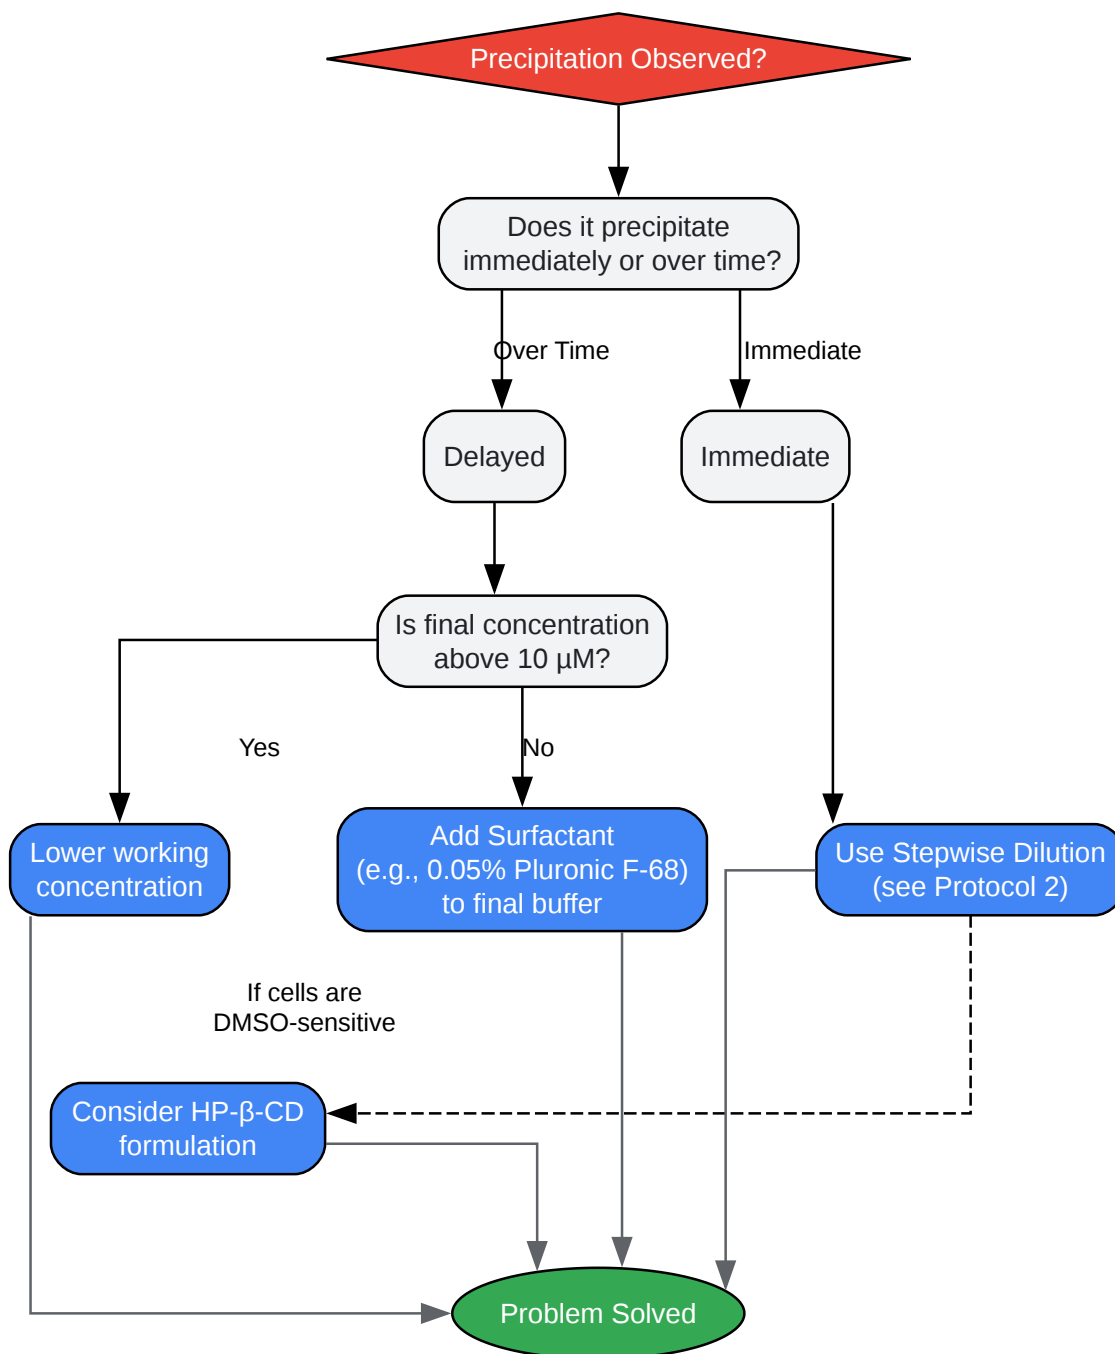 Precipitation Observed?
Does it precipitate
immediately or over time?
Over Time
Immediate
Delayed
Immediate
Is final concentration
above 10 µM?
Yes
No
Lower working
concentration
Add Surfactant
(e.g., 0.05% Pluronic F-68)
to final buffer
Use Stepwise Dilution
(see Protocol 2)
If cells are
DMSO-sensitive
Consider HP-β-CD
formulation
Problem Solved